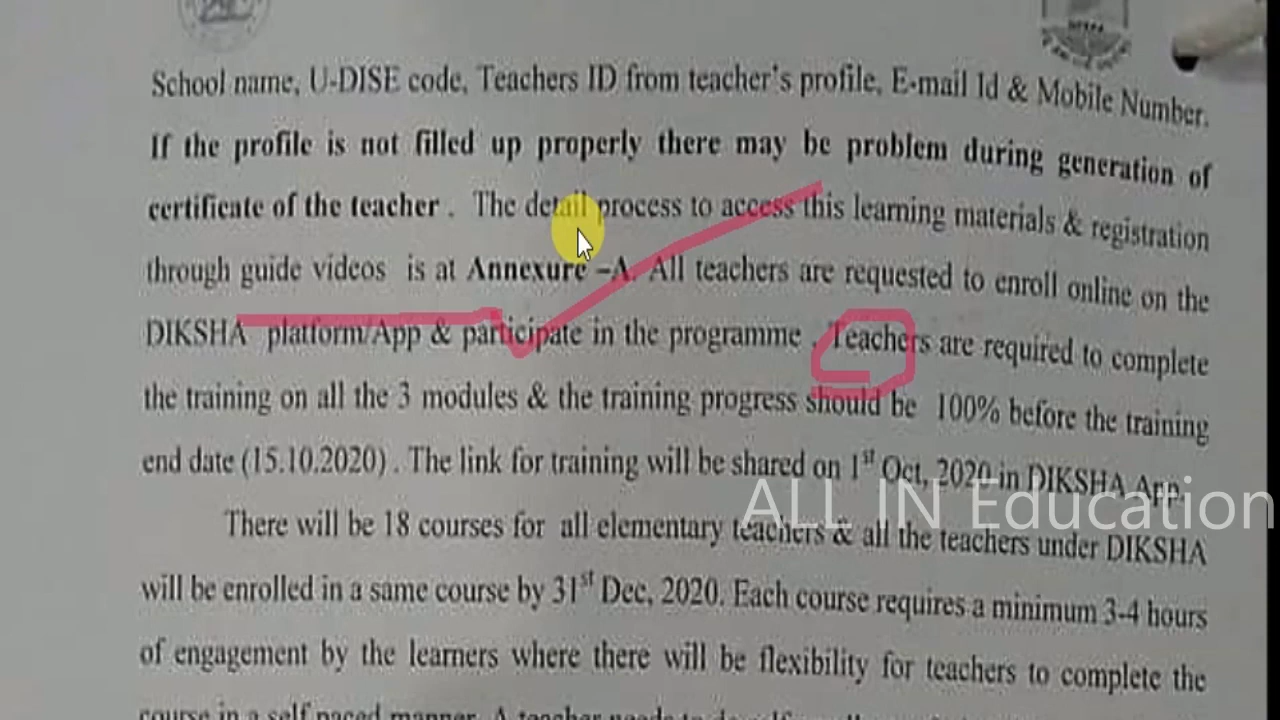 School name, U-DISE code, Teachers ID from teacher's profile, E-mail Id & Mobile Number.
If the profile is not filled up properly there may be problem during generation of
certificate of the teacher . The detail process to access this learning materials & registration
through guide videos is at Annexure –A. All teachers are requested to enroll online on the
DIKSHA platform/App & participate in the programme . Teachers are required to complete
the training on all the 3 modules & the training progress should be 100% before the training
end date (15.10.2020) . The link for training will be shared on 1st Oct, 2020 in DIKSHA App.
ALL IN Education
There will be 18 courses for all elementary teachers & all the teachers under DIKSHA
will be enrolled in a same course by 31st Dec, 2020. Each course requires a minimum 3-4 hours
of engagement by the learners where there will be flexibility for teachers to complete the
course in a self paced manner. A teacher needs to